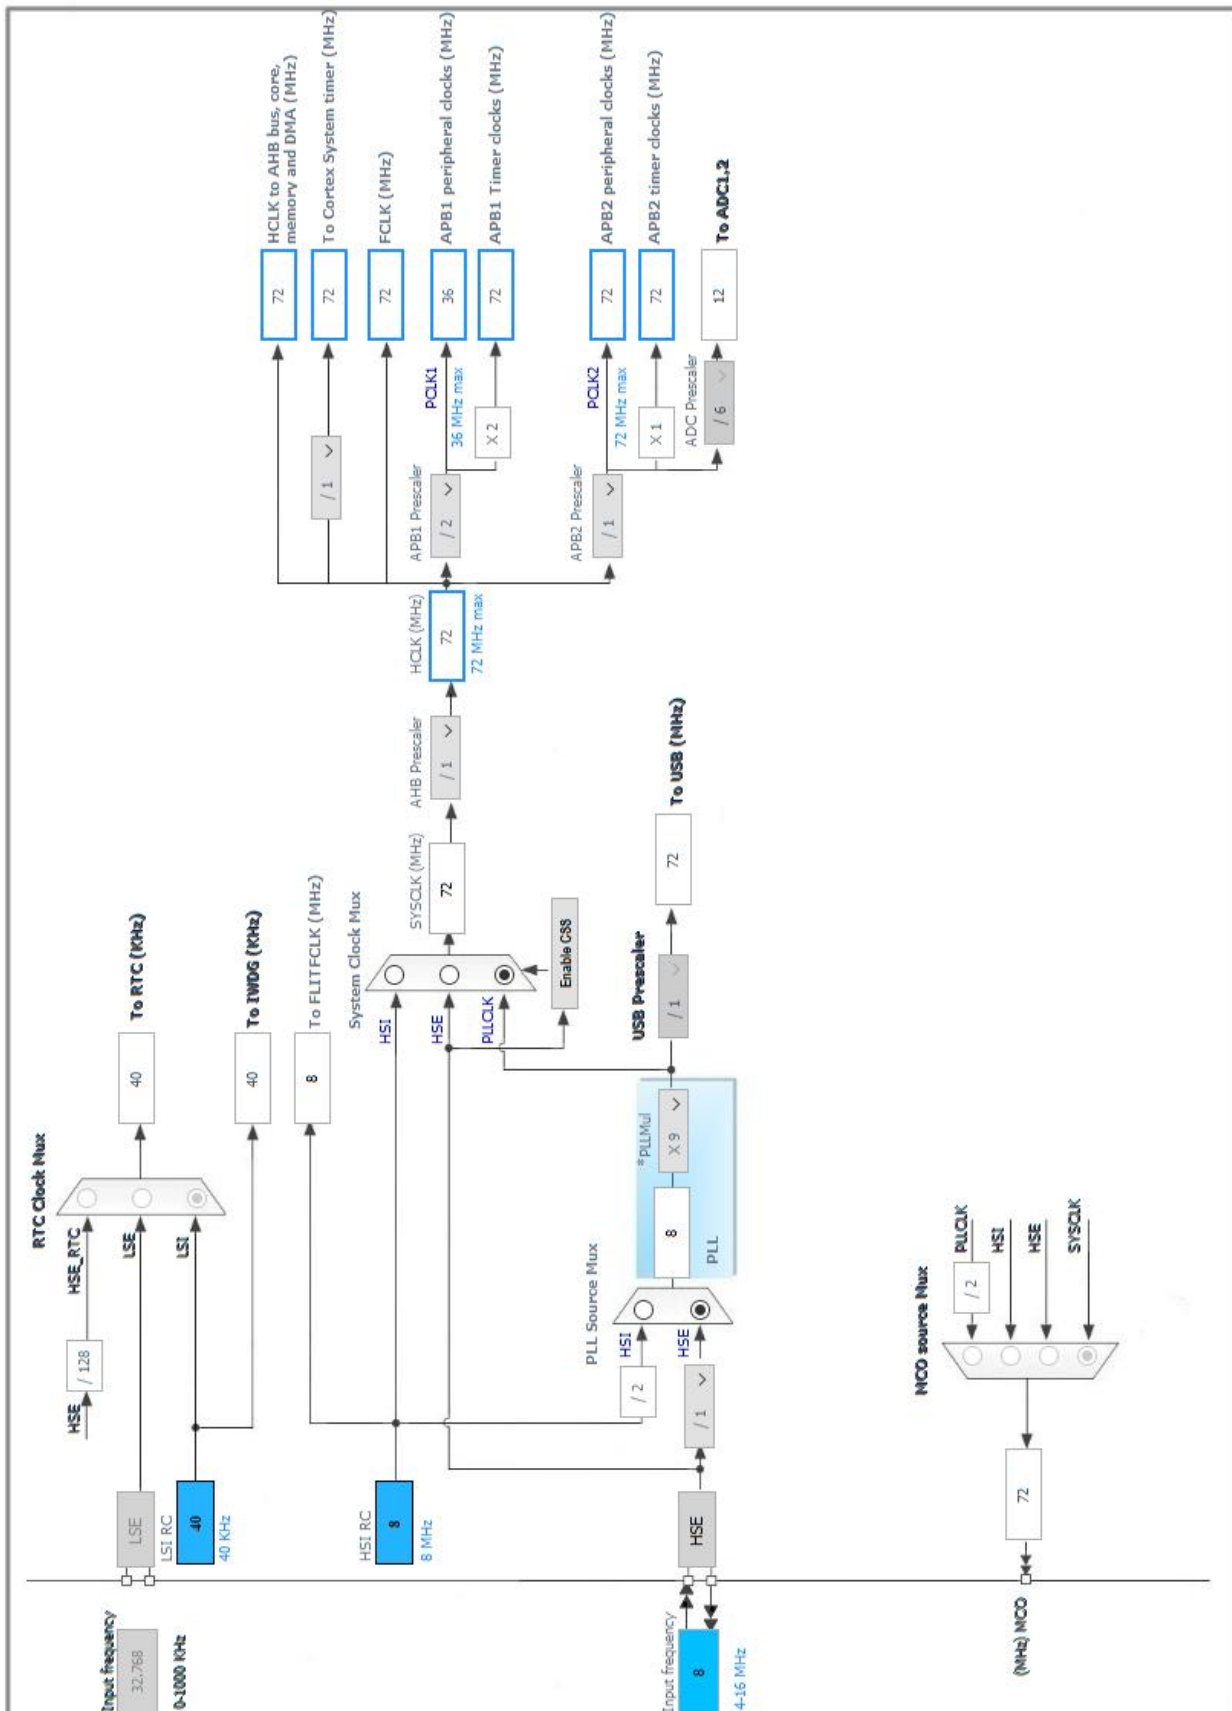 RTC Clock Mux
HSE
/ 128
HSE_RTC
40
To RTC (KHz)
Input frequency
32.768
0-1000 KHz
LSE
LSE
LSI RC
40
40 KHz
LSI
40
To IWDG (KHz)
8
To FLITFCLK (MHz)
HSI RC
8
8 MHz
System Clock Mux
HSI
HSE
PLLCLK
Enable CSS
SYSCLK (MHz)
72
AHB Prescaler
/ 1
HCLK (MHz)
72
72 MHz max
72
HCLK to AHB bus, core,
memory and DMA (MHz)
/ 1
72
To Cortex System timer (MHz)
72
FCLK (MHz)
APB1 Prescaler
/ 2
PCLK1
36 MHz max
36
APB1 peripheral clocks (MHz)
X 2
72
APB1 Timer clocks (MHz)
APB2 Prescaler
/ 1
PCLK2
72 MHz max
72
APB2 peripheral clocks (MHz)
X 1
72
APB2 timer clocks (MHz)
ADC Prescaler
/ 6
12
To ADC1,2
PLL Source Mux
/ 2
HSI
Input frequency
8
4-16 MHz
HSE
/ 1
HSE
8
*PLLMul
X 9
PLL
USB Prescaler
/ 1
72
To USB (MHz)
MCO source Mux
(MHz) MCO
72
/ 2
PLLCLK
HSI
HSE
SYSCLK